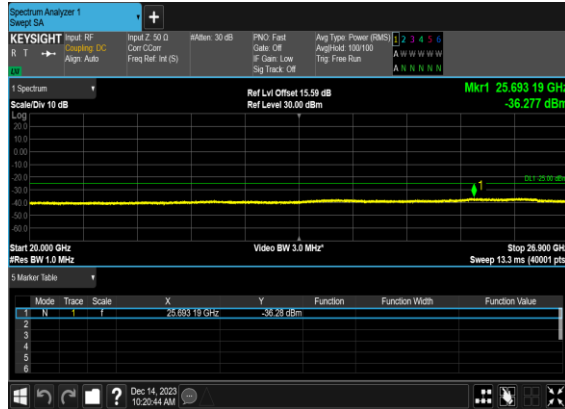 Spectrum Analyzer 1
Swept SA
KEYSIGHT Input: RF Input Z: 50 Ω #Atten: 30 dB PNO: Fast Avg Type: Power (RMS) 1 2 3 4 5 6
R T Coupling: DC Corr CCorr Gate: Off Avg|Hold: 100/100 A W W W W W
Align: Auto Freq Ref: Int (S) IF Gain: Low Trig: Free Run
Sig Track: Off A N N N N N
1 Spectrum Ref Lvl Offset 15.59 dB Mkr1 25.693 19 GHz
Scale/Div 10 dB Ref Level 30.00 dBm -36.277 dBm
Log
20.0
10.0
0.00
-10.0
-20.0
DL1 -25.00 dBm
1
-30.0
-40.0
-50.0
-60.0
Start 20.000 GHz Video BW 3.0 MHz* Stop 26.900 GHz
#Res BW 1.0 MHz Sweep 13.3 ms (40001 pts)
5 Marker Table
Mode Trace Scale X Y Function Function Width Function Value
1 N 1 f 25.693 19 GHz -36.28 dBm
2
3
4
5
6
? Dec 14, 2023
10:20:44 AM